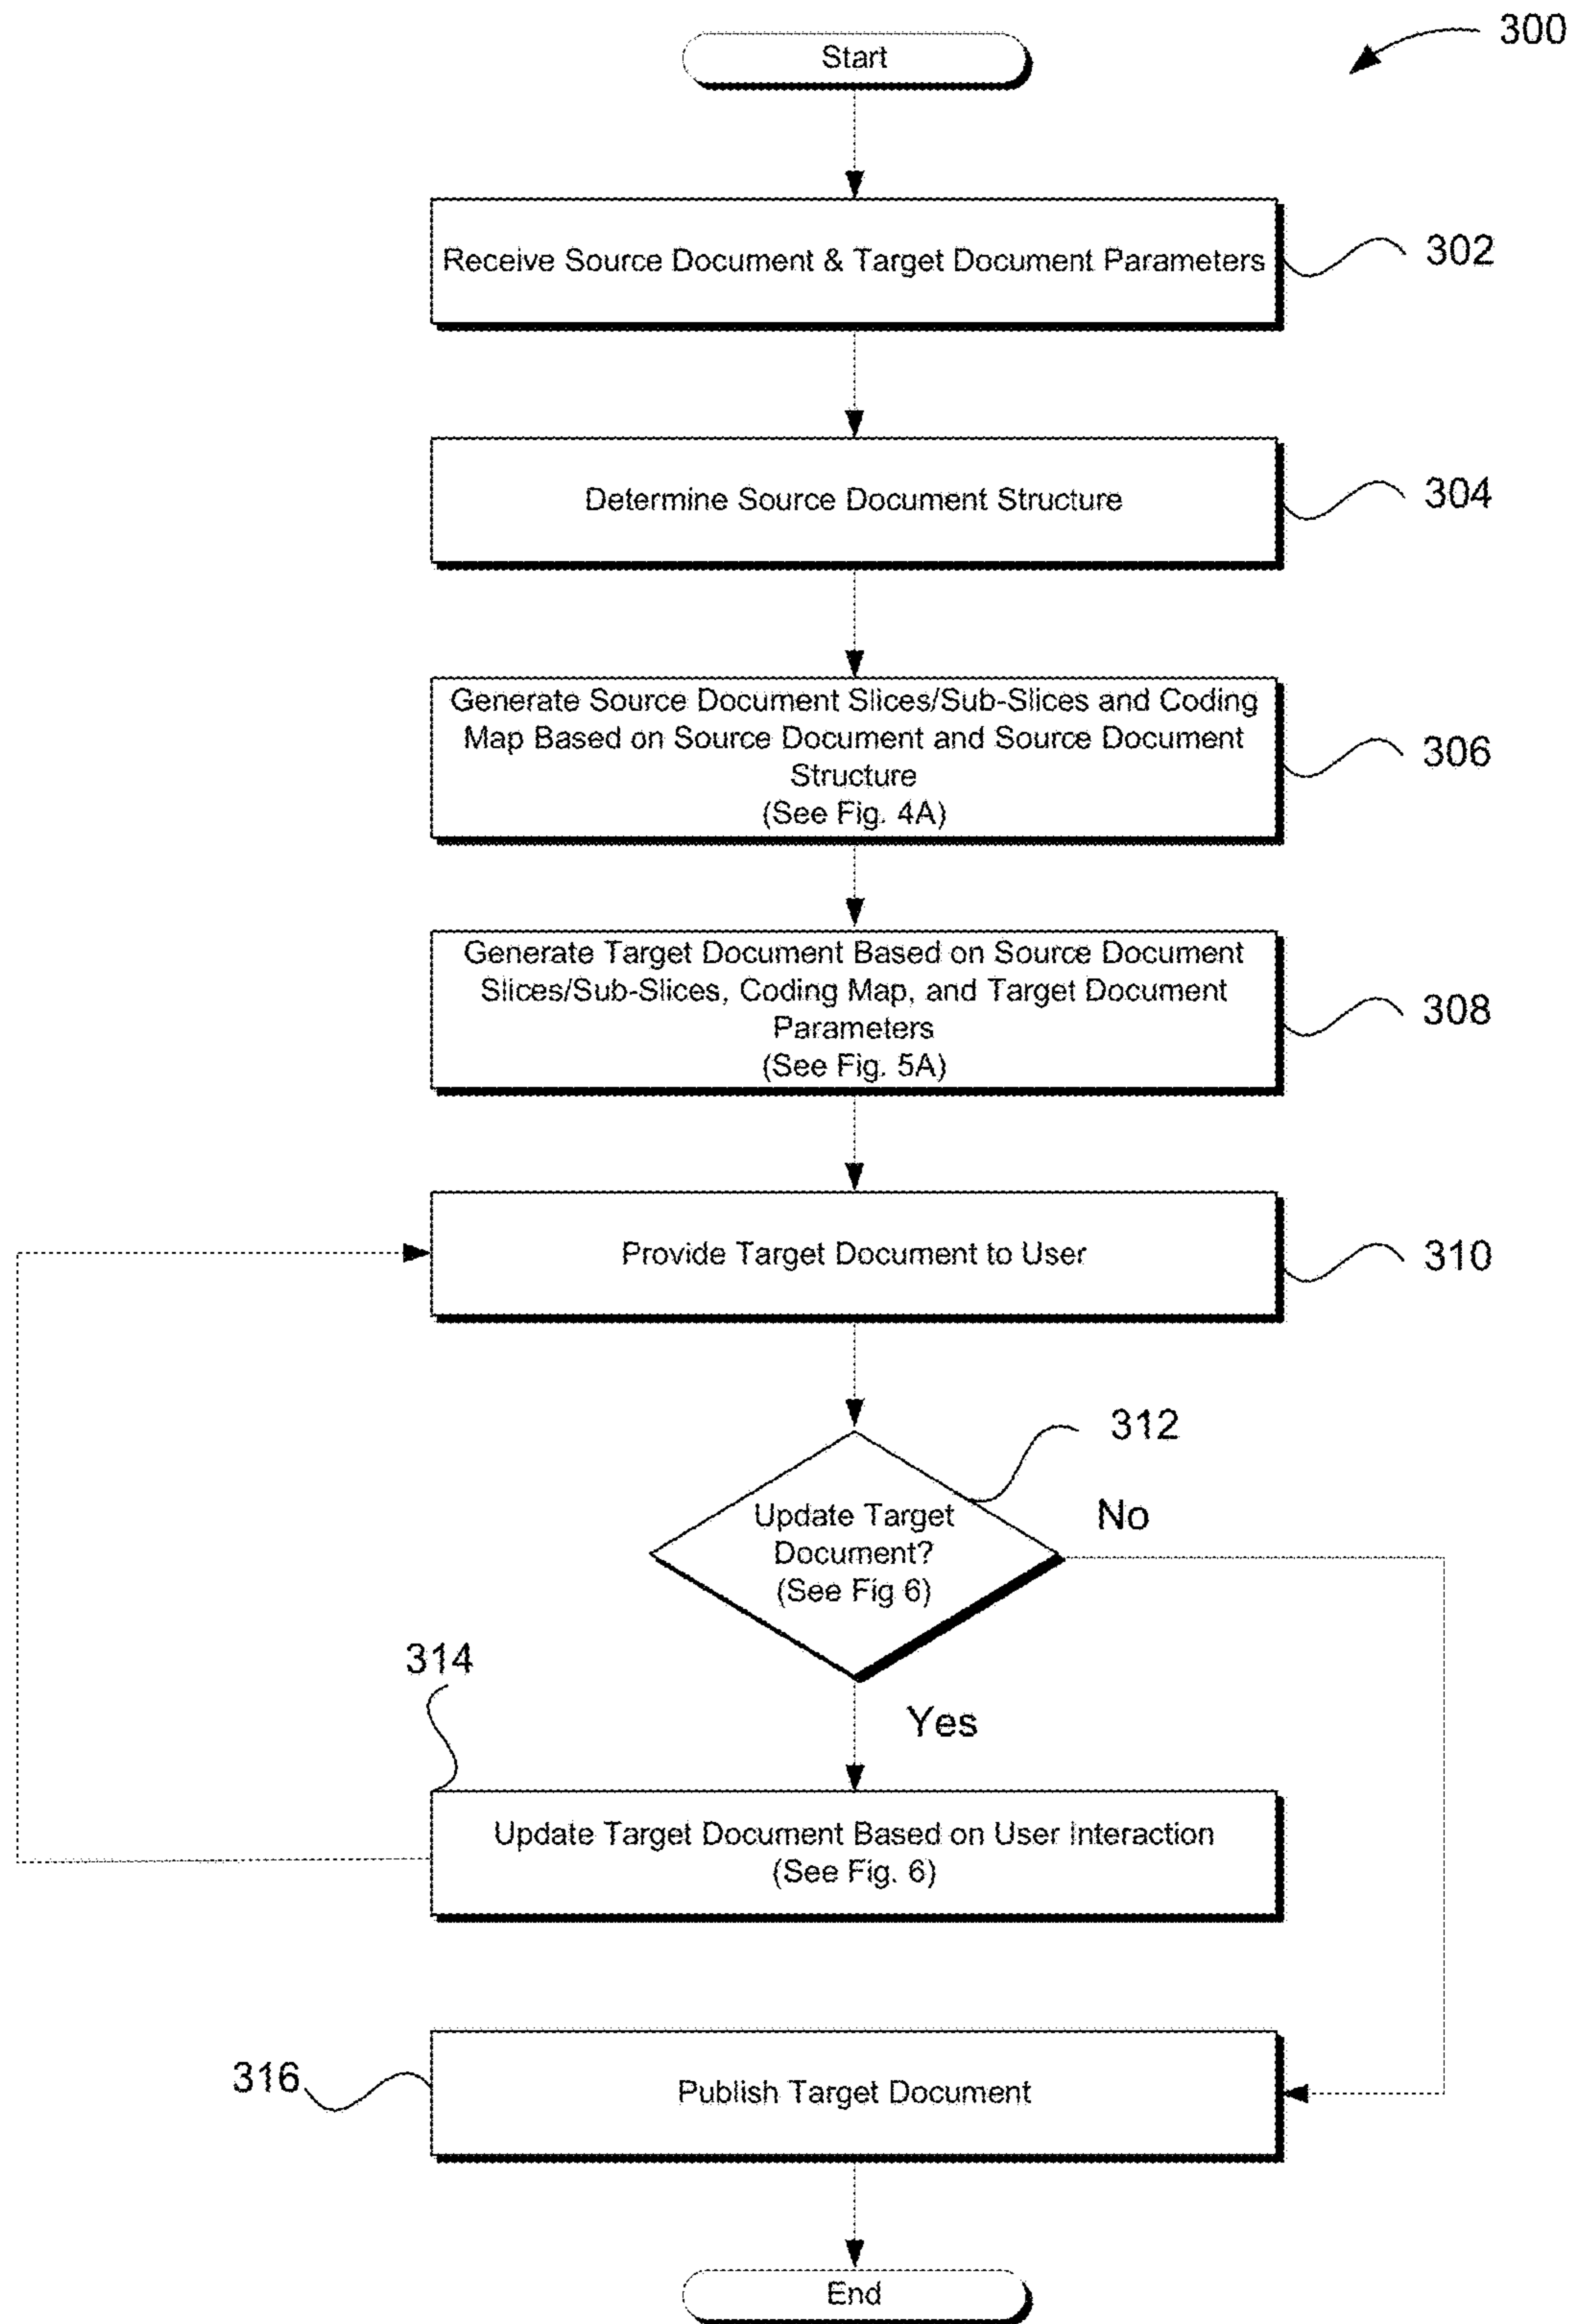 300
Start
Receive Source Document & Target Document Parameters
302
Determine Source Document Structure
304
Generate Source Document Slices/Sub-Slices and Coding
Map Based on Source Document and Source Document
Structure
(See Fig. 4A)
306
Generate Target Document Based on Source Document
Slices/Sub-Slices, Coding Map, and Target Document
Parameters
(See Fig. 5A)
308
Provide Target Document to User
310
312
Update Target
Document?
(See Fig 6)
No
Yes
314
Update Target Document Based on User Interaction
(See Fig. 6)
316
Publish Target Document
End